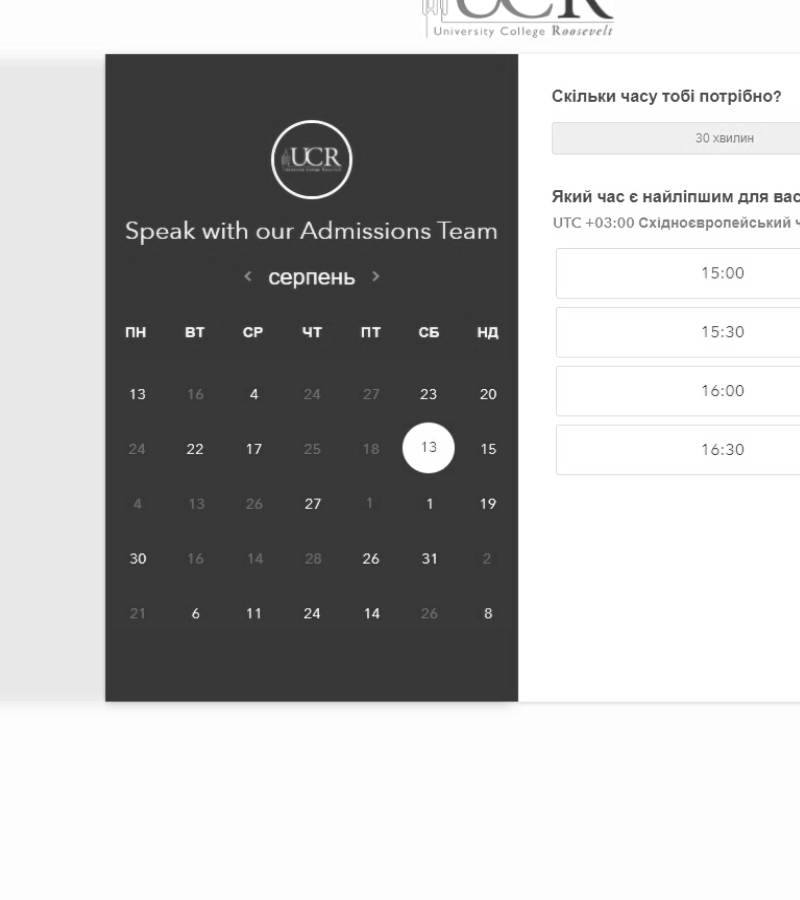 UCR
University College Roosevelt
UCR
Speak with our Admissions Team
< серпень >
ПН ВТ СР ЧТ ПТ СБ НД
13 16 4 24 27 23 20
24 22 17 25 18 13 15
4 13 26 27 1 1 19
30 16 14 28 26 31 2
21 6 11 24 14 26 8
Скільки часу тобі потрібно?
30 хвилин
Який час є найліпшим для вас
UTC +03:00 Східноєвропейський ч
15:00
15:30
16:00
16:30